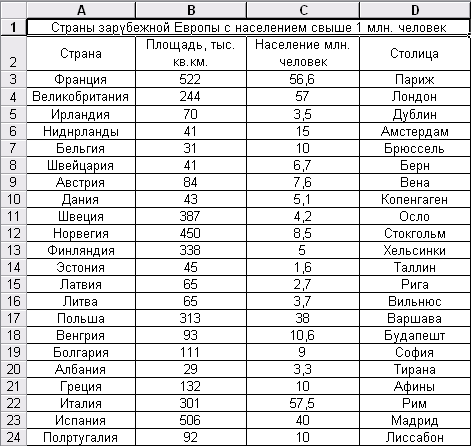 A B C D
1 Страны зарубежной Европы с населением свыше 1 млн. человек
2 Страна Площадь, тыс. кв.км. Население млн. человек Столица
3 Франция 522 56,6 Париж
4 Великобритания 244 57 Лондон
5 Ирландия 70 3,5 Дублин
6 Ниднрланды 41 15 Амстердам
7 Бельгия 31 10 Брюссель
8 Швейцария 41 6,7 Берн
9 Австрия 84 7,6 Вена
10 Дания 43 5,1 Копенгаген
11 Швеция 387 4,2 Осло
12 Норвегия 450 8,5 Стокгольм
13 Финляндия 338 5 Хельсинки
14 Эстония 45 1,6 Таллин
15 Латвия 65 2,7 Рига
16 Литва 65 3,7 Вильнюс
17 Польша 313 38 Варшава
18 Венгрия 93 10,6 Будапешт
19 Болгария 111 9 София
20 Албания 29 3,3 Тирана
21 Греция 132 10 Афины
22 Италия 301 57,5 Рим
23 Испания 506 40 Мадрид
24 Полртугалия 92 10 Лиссабон